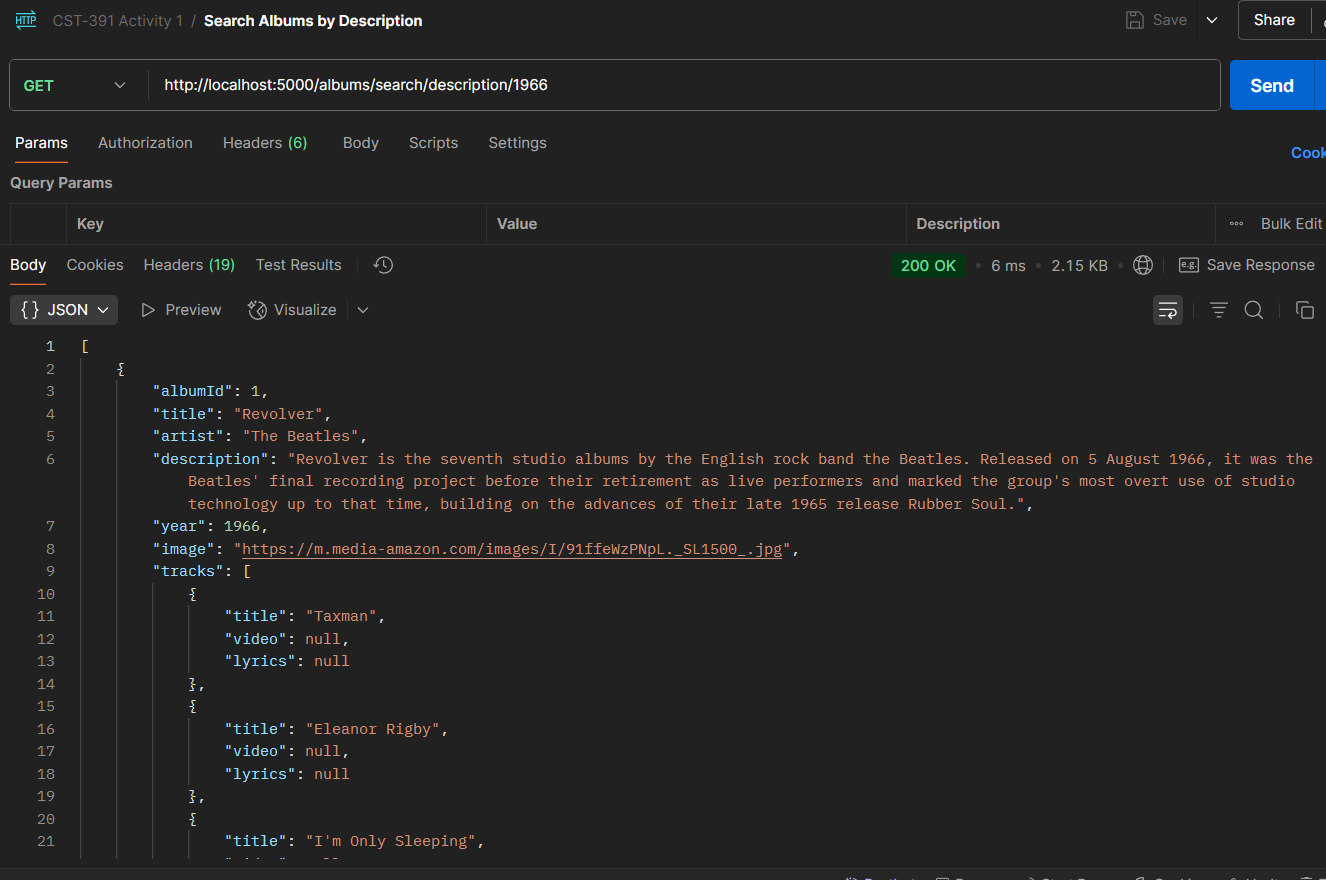 HTTP CST-391 Activity 1 / Search Albums by Description Save Share
GET http://localhost:5000/albums/search/description/1966 Send
Params Authorization Headers (6) Body Scripts Settings
Cook
Query Params
Key Value Description Bulk Edit
Body Cookies Headers (19) Test Results 200 OK • 6 ms • 2.15 KB • e.g. Save Response
{} JSON Preview Visualize
1 [
2 {
3 "albumId": 1,
4 "title": "Revolver",
5 "artist": "The Beatles",
6 "description": "Revolver is the seventh studio albums by the English rock band the Beatles. Released on 5 August 1966, it was the
Beatles' final recording project before their retirement as live performers and marked the group's most overt use of studio
technology up to that time, building on the advances of their late 1965 release Rubber Soul.",
7 "year": 1966,
8 "image": "https://m.media-amazon.com/images/I/91ffeWzPNpL._SL1500_.jpg",
9 "tracks": [
10 {
11 "title": "Taxman",
12 "video": null,
13 "lyrics": null
14 },
15 {
16 "title": "Eleanor Rigby",
17 "video": null,
18 "lyrics": null
19 },
20 {
21 "title": "I'm Only Sleeping",